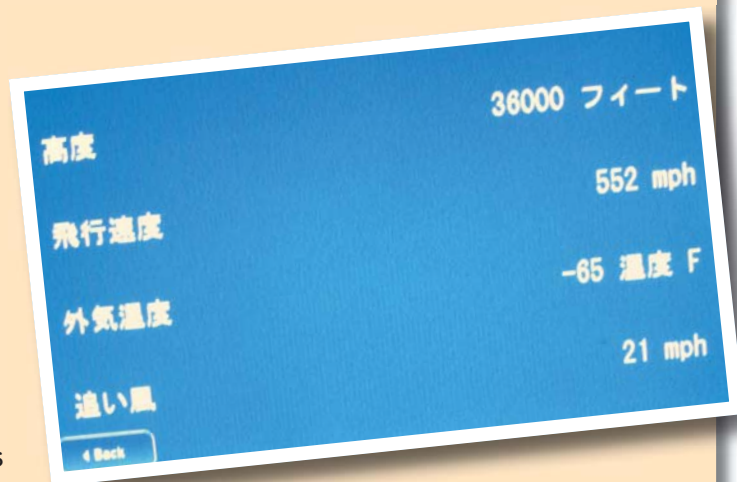 高度 36000 フィート
飛行速度 552 mph
外気温度 -65 温度 F
追い風 21 mph
Back
s